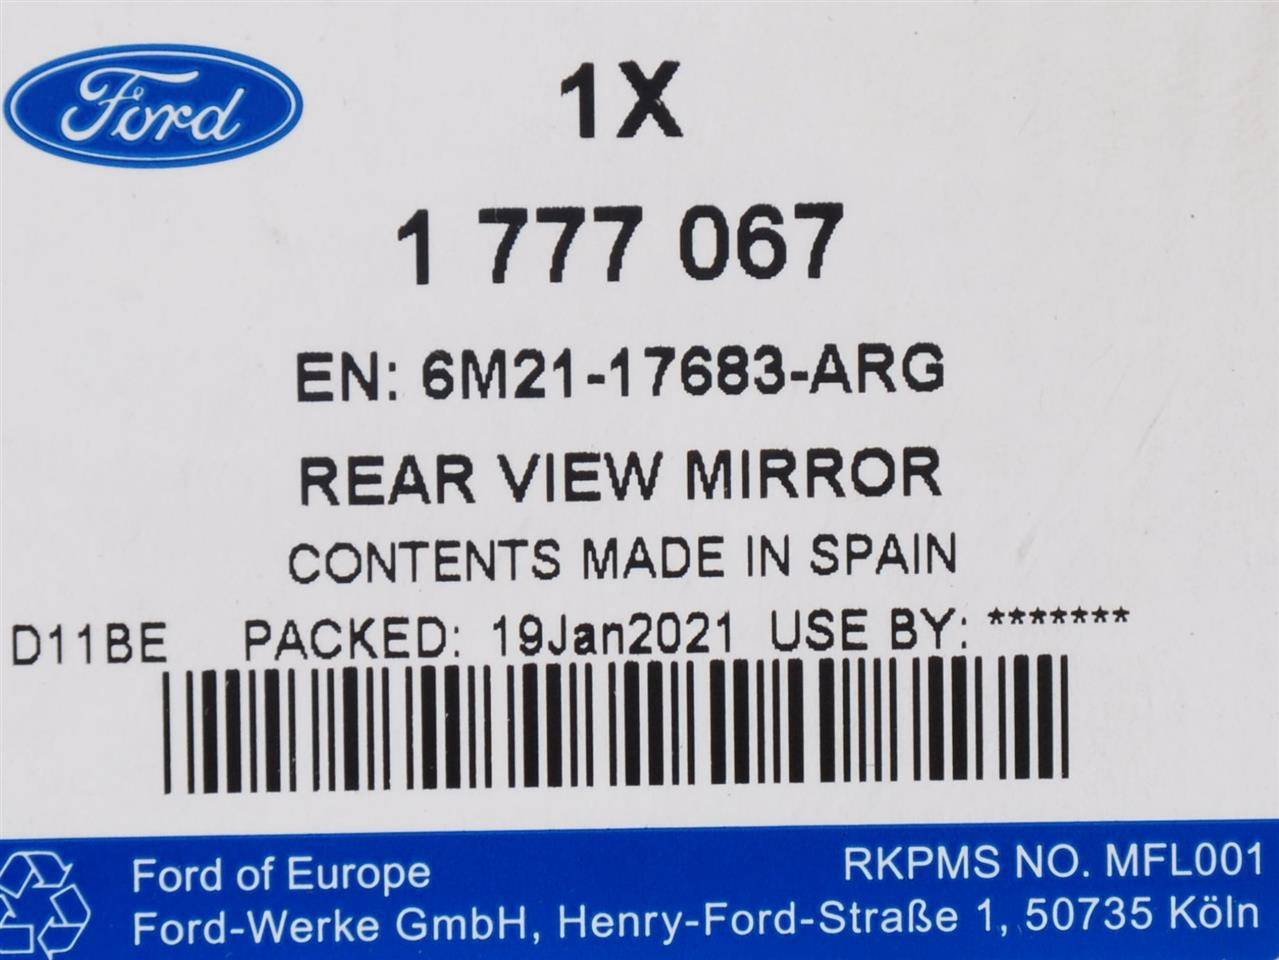 Ford
1X
1 777 067
EN: 6M21-17683-ARG
REAR VIEW MIRROR
CONTENTS MADE IN SPAIN
D11BE PACKED: 19Jan2021 USE BY: *******
Ford of Europe RKPMS NO. MFL001
Ford-Werke GmbH, Henry-Ford-Straße 1, 50735 Köln